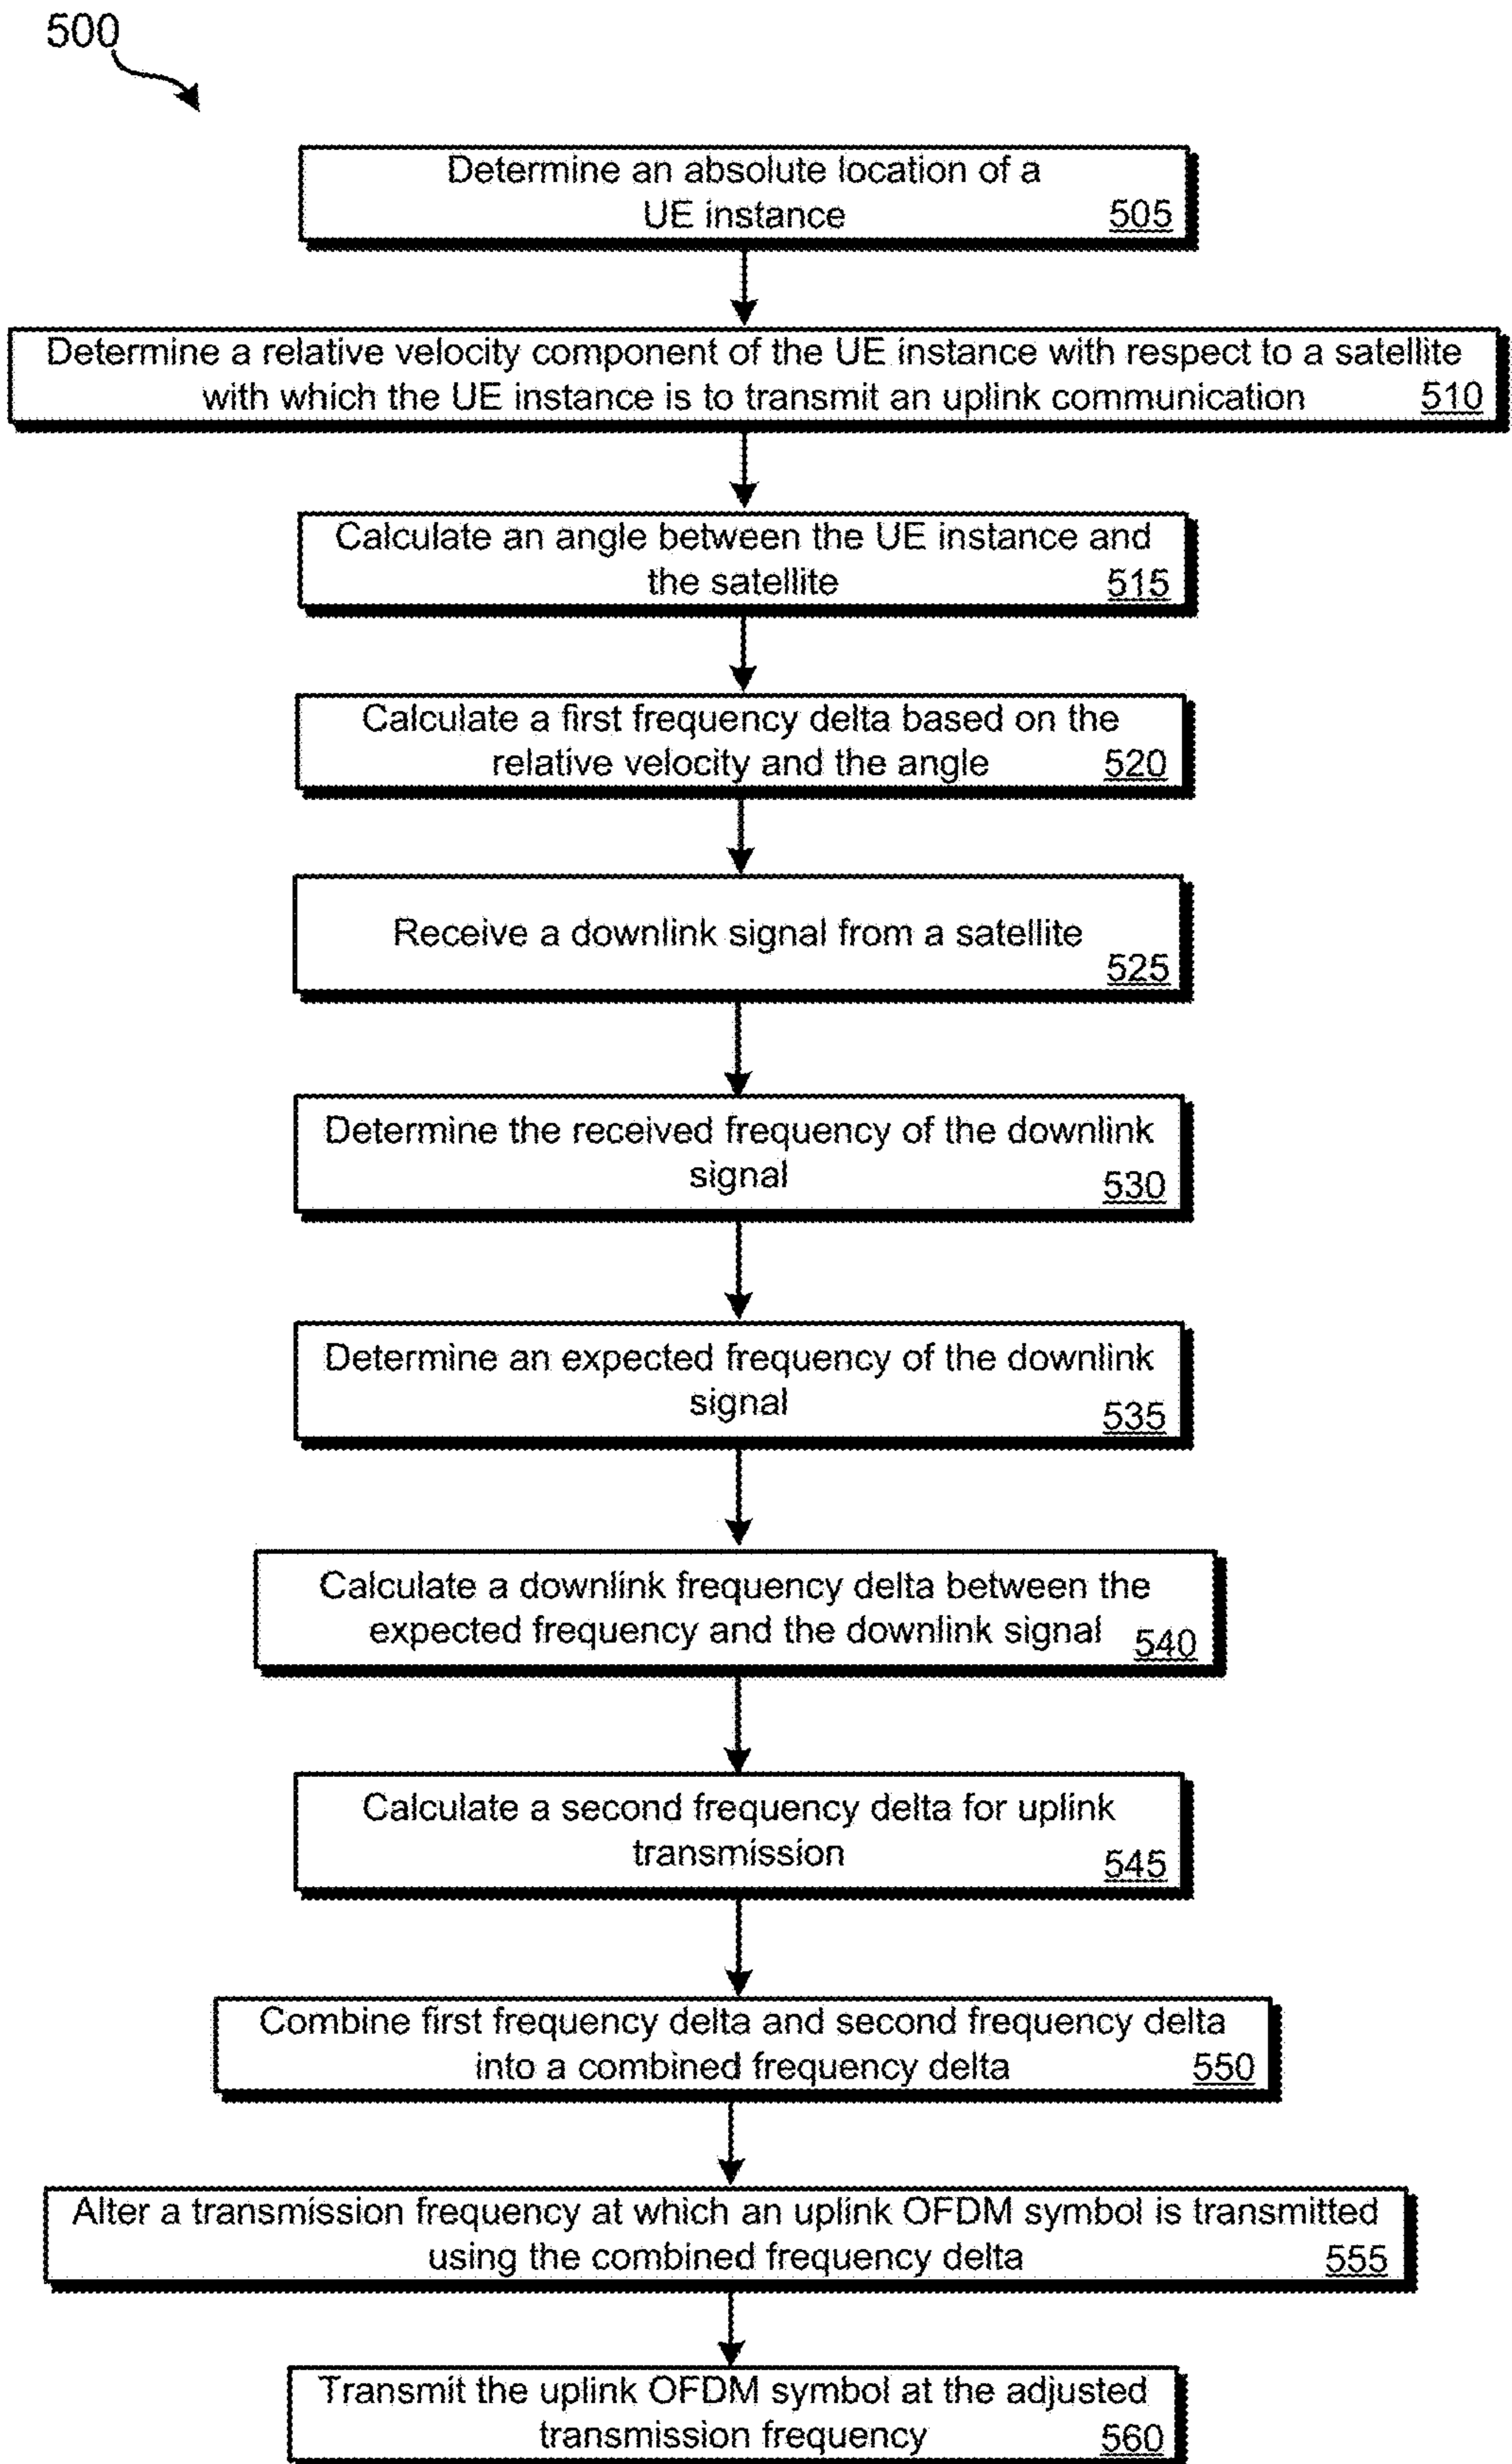 500
Determine an absolute location of a
UE instance 505
Determine a relative velocity component of the UE instance with respect to a satellite
with which the UE instance is to transmit an uplink communication 510
Calculate an angle between the UE instance and
the satellite 515
Calculate a first frequency delta based on the
relative velocity and the angle 520
Receive a downlink signal from a satellite
525
Determine the received frequency of the downlink
signal 530
Determine an expected frequency of the downlink
signal 535
Calculate a downlink frequency delta between the
expected frequency and the downlink signal 540
Calculate a second frequency delta for uplink
transmission 545
Combine first frequency delta and second frequency delta
into a combined frequency delta 550
Alter a transmission frequency at which an uplink OFDM symbol is transmitted
using the combined frequency delta 555
Transmit the uplink OFDM symbol at the adjusted
transmission frequency 560